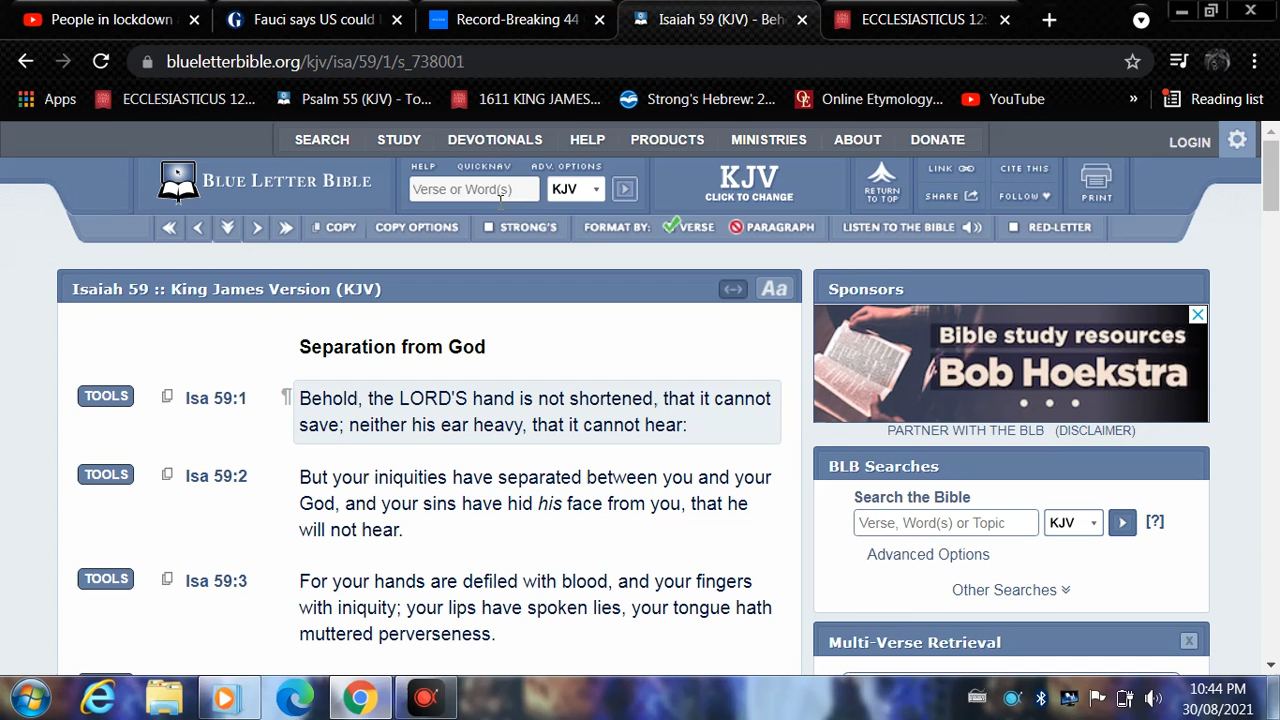 People in lockdown
Fauci says US could
Record-Breaking 44
Isaiah 59 (KJV) - Beh
ECCLESIASTICUS 12:
blueletterbible.org/kjv/isa/59/1/s_738001
Apps
ECCLESIASTICUS 12...
Psalm 55 (KJV) - To...
1611 KING JAMES...
Strong's Hebrew: 2...
Online Etymology...
YouTube
»
Reading list
SEARCH STUDY DEVOTIONALS HELP PRODUCTS MINISTRIES ABOUT DONATE
LOGIN
BLUE LETTER BIBLE
HELP QUICKNAV ADV. OPTIONS
Verse or Word(s)
KJV
KJV
CLICK TO CHANGE
RETURN
TO TOP
LINK
CITE THIS
SHARE
FOLLOW
PRINT
COPY COPY OPTIONS STRONG'S FORMAT BY: VERSE PARAGRAPH LISTEN TO THE BIBLE RED-LETTER
Isaiah 59 :: King James Version (KJV)
Aa
Separation from God
TOOLS Isa 59:1 ¶ Behold, the LORD'S hand is not shortened, that it cannot
save; neither his ear heavy, that it cannot hear:
TOOLS Isa 59:2 But your iniquities have separated between you and your
God, and your sins have hid his face from you, that he
will not hear.
TOOLS Isa 59:3 For your hands are defiled with blood, and your fingers
with iniquity; your lips have spoken lies, your tongue hath
muttered perverseness.
Sponsors
Bible study resources
Bob Hoekstra
PARTNER WITH THE BLB (DISCLAIMER)
BLB Searches
Search the Bible
Verse, Word(s) or Topic
KJV
[?]
Advanced Options
Other Searches
Multi-Verse Retrieval
X
10:44 PM
30/08/2021